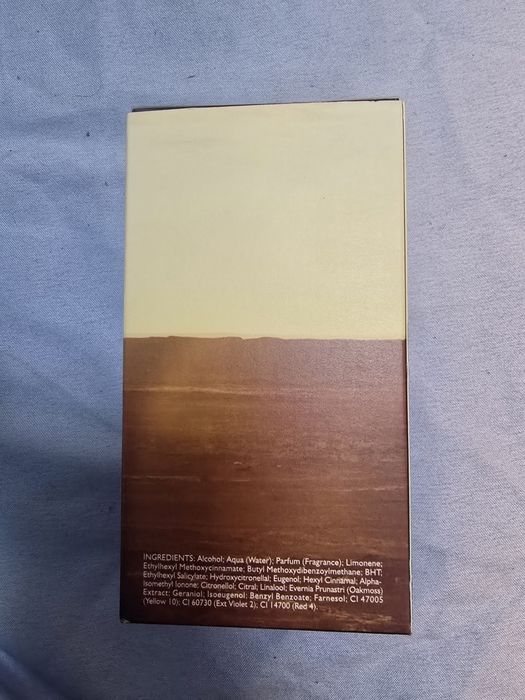 INGREDIENTS: Alcohol; Aqua (Water); Parfum (Fragrance); Limonene;
Ethylhexyl Methoxycinnamate; Butyl Methoxydibenzoylmethane; BHT;
Ethylhexyl Salicylate; Hydroxycitronellal; Eugenol; Hexyl Cinnamal; Alpha-
Isomethyl Ionone; Citronellol; Citral; Linalool; Evernia Prunastri (Oakmoss)
Extract; Geraniol; Isoeugenol; Benzyl Benzoate; Farnesol; CI 47005
(Yellow 10); CI 60730 (Ext Violet 2); CI 14700 (Red 4).